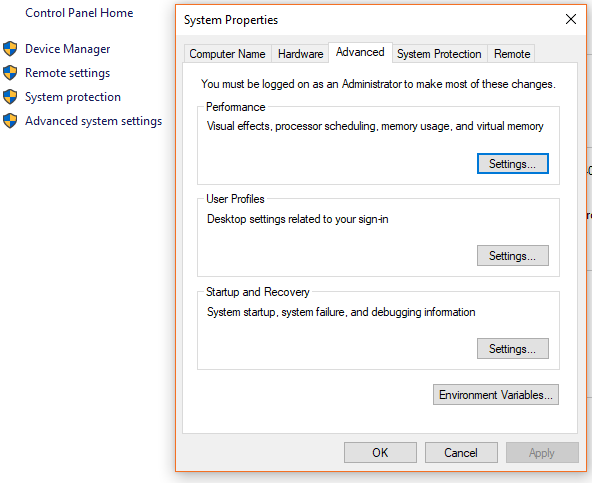 Control Panel Home
Device Manager
Remote settings
System protection
Advanced system settings
System Properties
Computer Name Hardware Advanced System Protection Remote
You must be logged on as an Administrator to make most of these changes.
Performance
Visual effects, processor scheduling, memory usage, and virtual memory
Settings...
User Profiles
Desktop settings related to your sign-in
Settings...
Startup and Recovery
System startup, system failure, and debugging information
Settings...
Environment Variables...
OK Cancel Apply